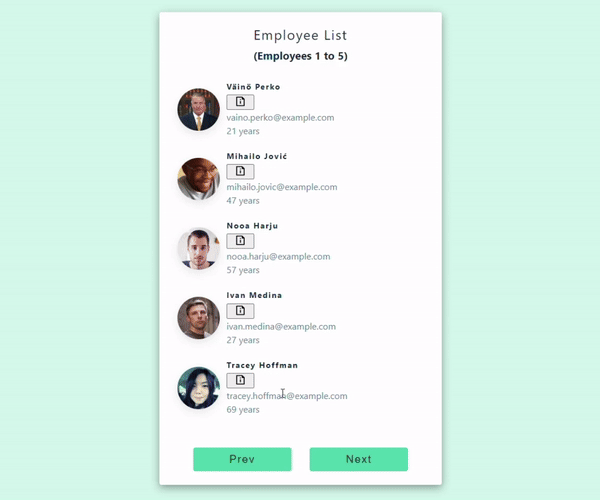 Employee List
(Employees 1 to 5)
Väinö Perko
vaino.perko@example.com
21 years
Mihailo Jović
mihailo.jovic@example.com
47 years
Nooa Harju
nooa.harju@example.com
57 years
Ivan Medina
ivan.medina@example.com
27 years
Tracey Hoffman
tracey.hoffman@example.com
69 years
Prev Next